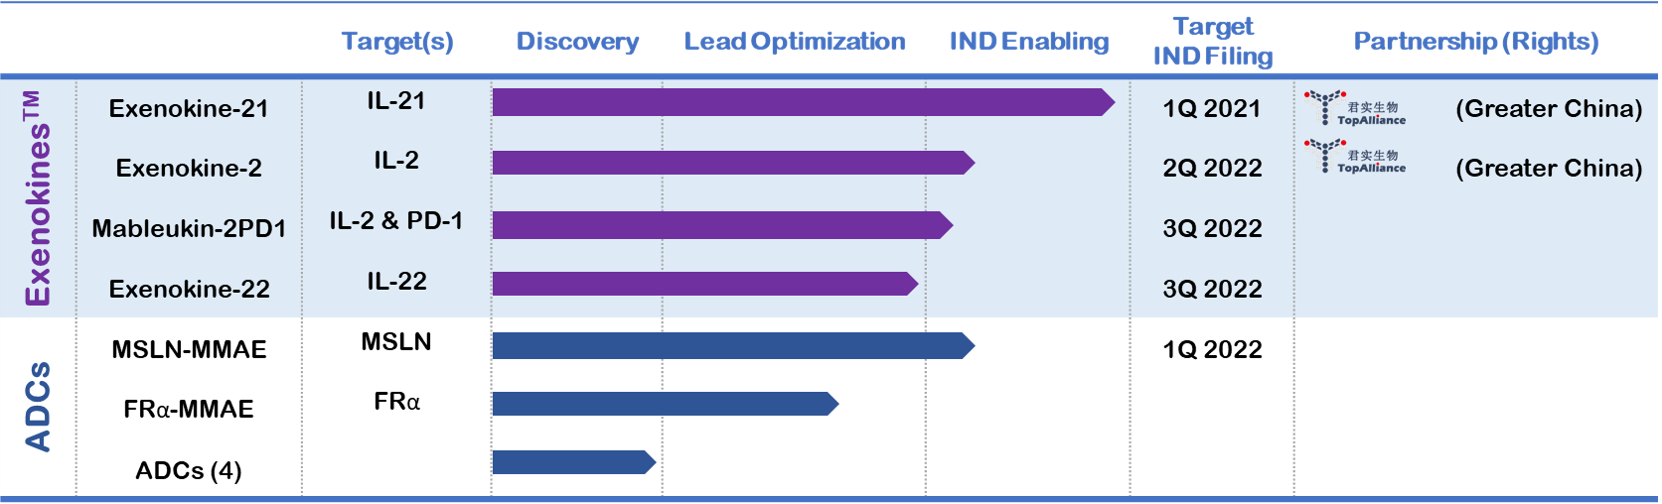 Target(s) Discovery Lead Optimization IND Enabling Target IND Filing Partnership (Rights)
Exenokines™
Exenokine-21 IL-21 1Q 2021 君实生物 TopAlliance (Greater China)
Exenokine-2 IL-2 2Q 2022 君实生物 TopAlliance (Greater China)
Mableukin-2PD1 IL-2 & PD-1 3Q 2022
Exenokine-22 IL-22 3Q 2022
ADCs
MSLN-MMAE MSLN 1Q 2022
FRα-MMAE FRα
ADCs (4)